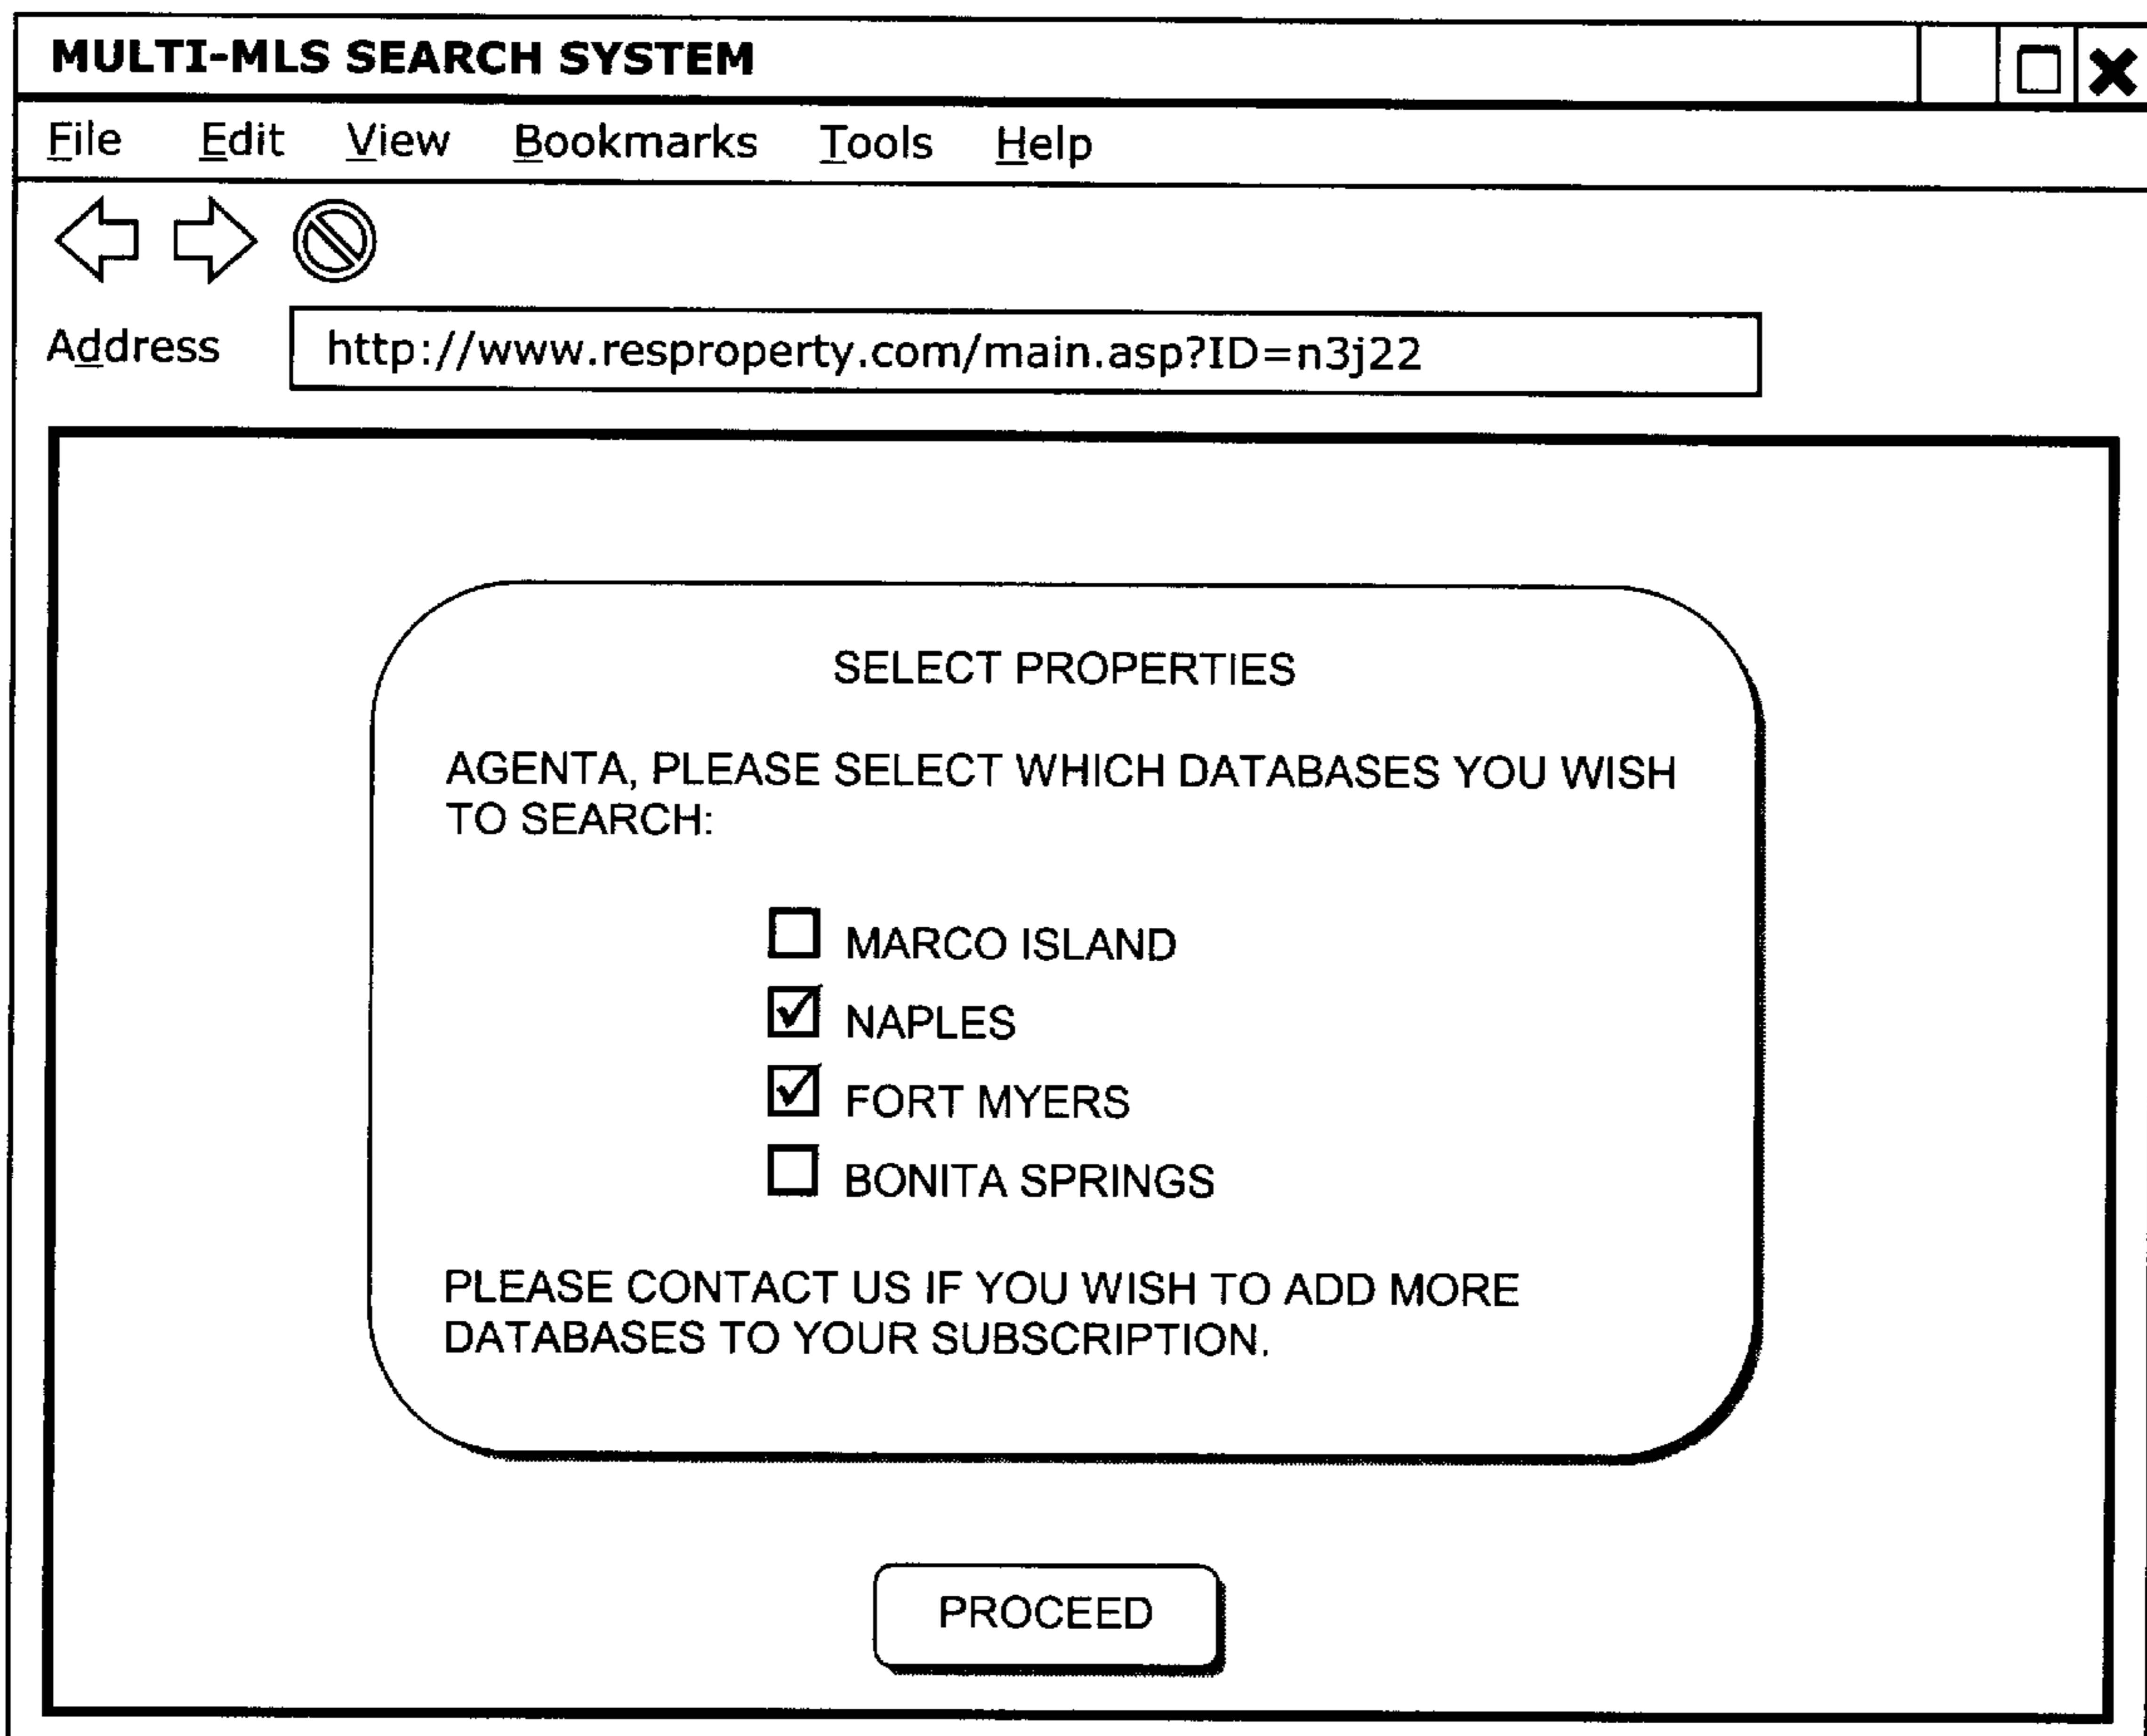 MULTI-MLS SEARCH SYSTEM
File Edit View Bookmarks Tools Help
Address http://www.resproperty.com/main.asp?ID=n3j22
SELECT PROPERTIES
AGENTA, PLEASE SELECT WHICH DATABASES YOU WISH
TO SEARCH:
MARCO ISLAND
NAPLES
FORT MYERS
BONITA SPRINGS
PLEASE CONTACT US IF YOU WISH TO ADD MORE
DATABASES TO YOUR SUBSCRIPTION.
PROCEED